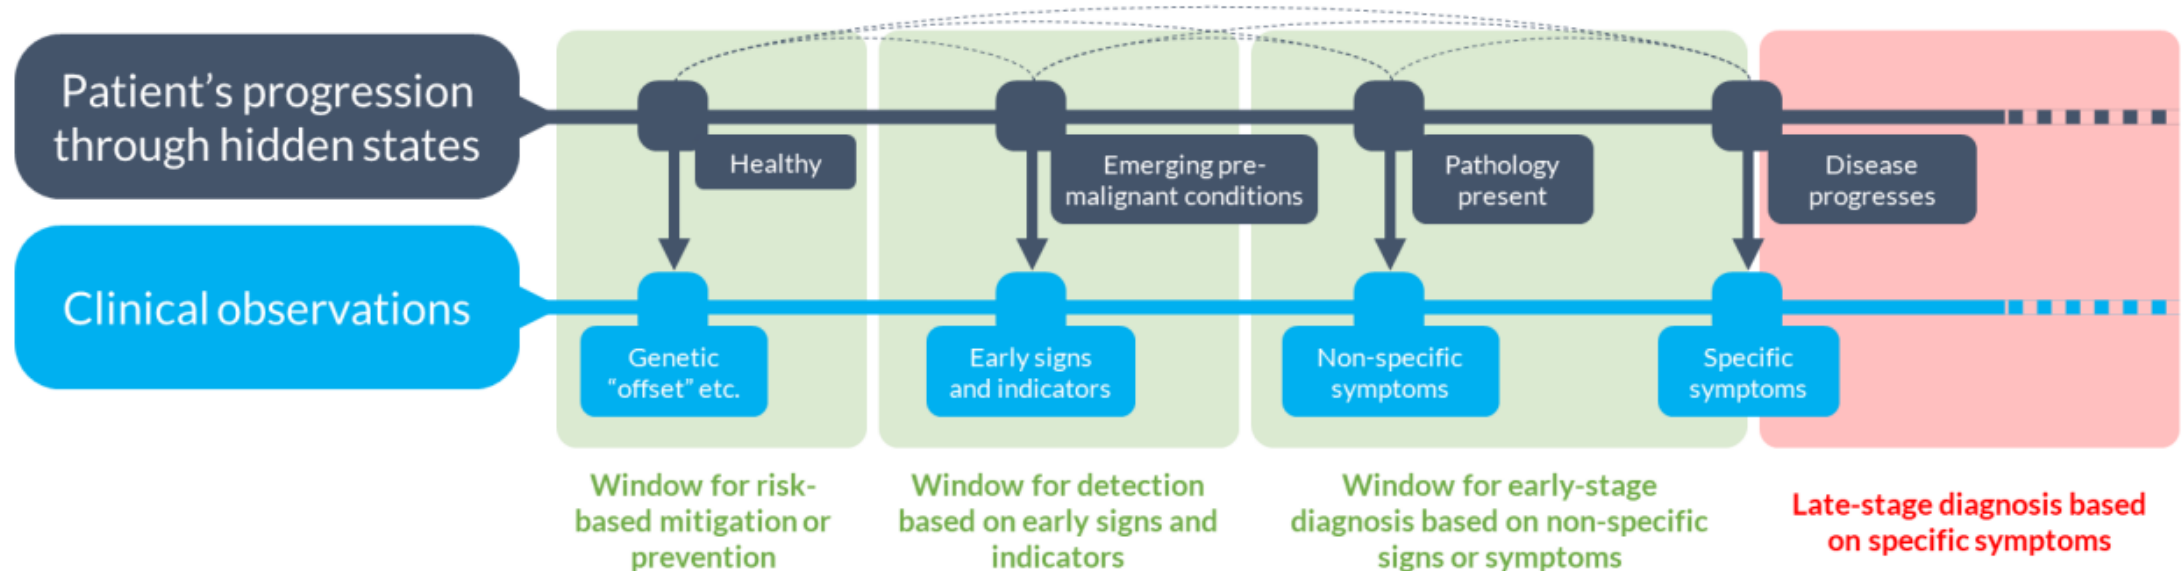 Patient’s progression
through hidden states
Healthy
Emerging pre-
malignant conditions
Pathology
present
Disease
progresses
Clinical observations
Genetic
“offset” etc.
Early signs
and indicators
Non-specific
symptoms
Specific
symptoms
Window for risk-
based mitigation or
prevention
Window for detection
based on early signs and
indicators
Window for early-stage
diagnosis based on non-specific
signs or symptoms
Late-stage diagnosis based
on specific symptoms